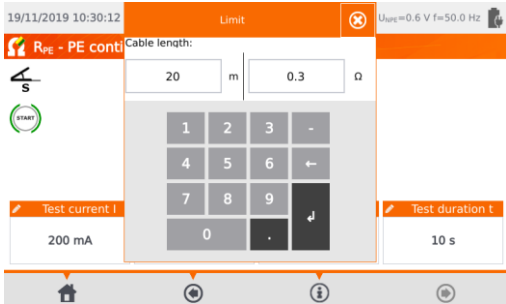 19/11/2019 10:30:12
Limit
UNPE=0.6 V f=50.0 Hz
RPE - PE conti
Cable length:
20 m 0.3 Ω
S
START
1 2 3 -
4 5 6 ←
7 8 9 ↲
0 .
Test current I
Test duration t
200 mA
10 s